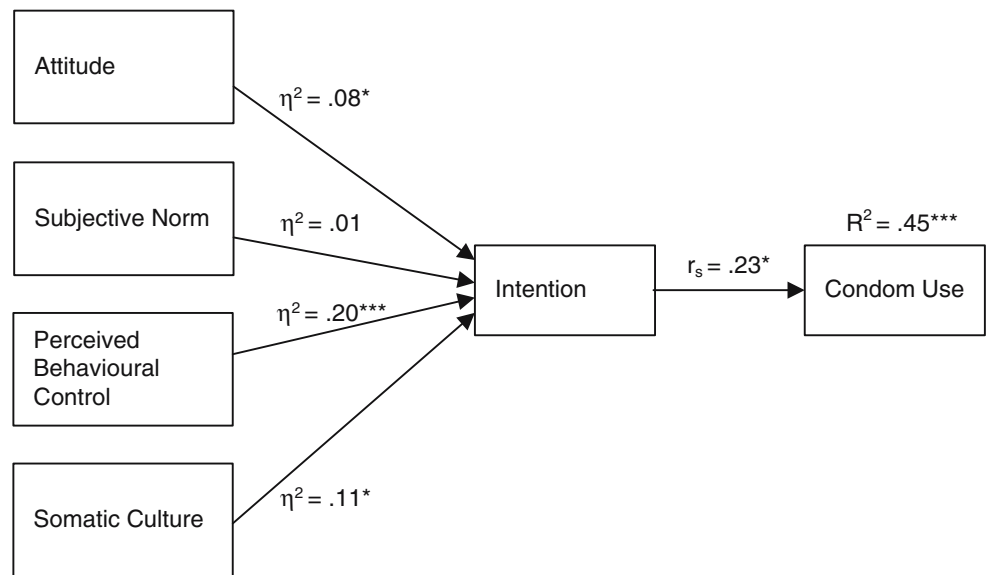 Attitude
η² = .08*
Subjective Norm
η² = .01
R² = .45***
Intention
rₛ = .23*
Condom Use
η² = .20***
Perceived
Behavioural
Control
η² = .11*
Somatic Culture